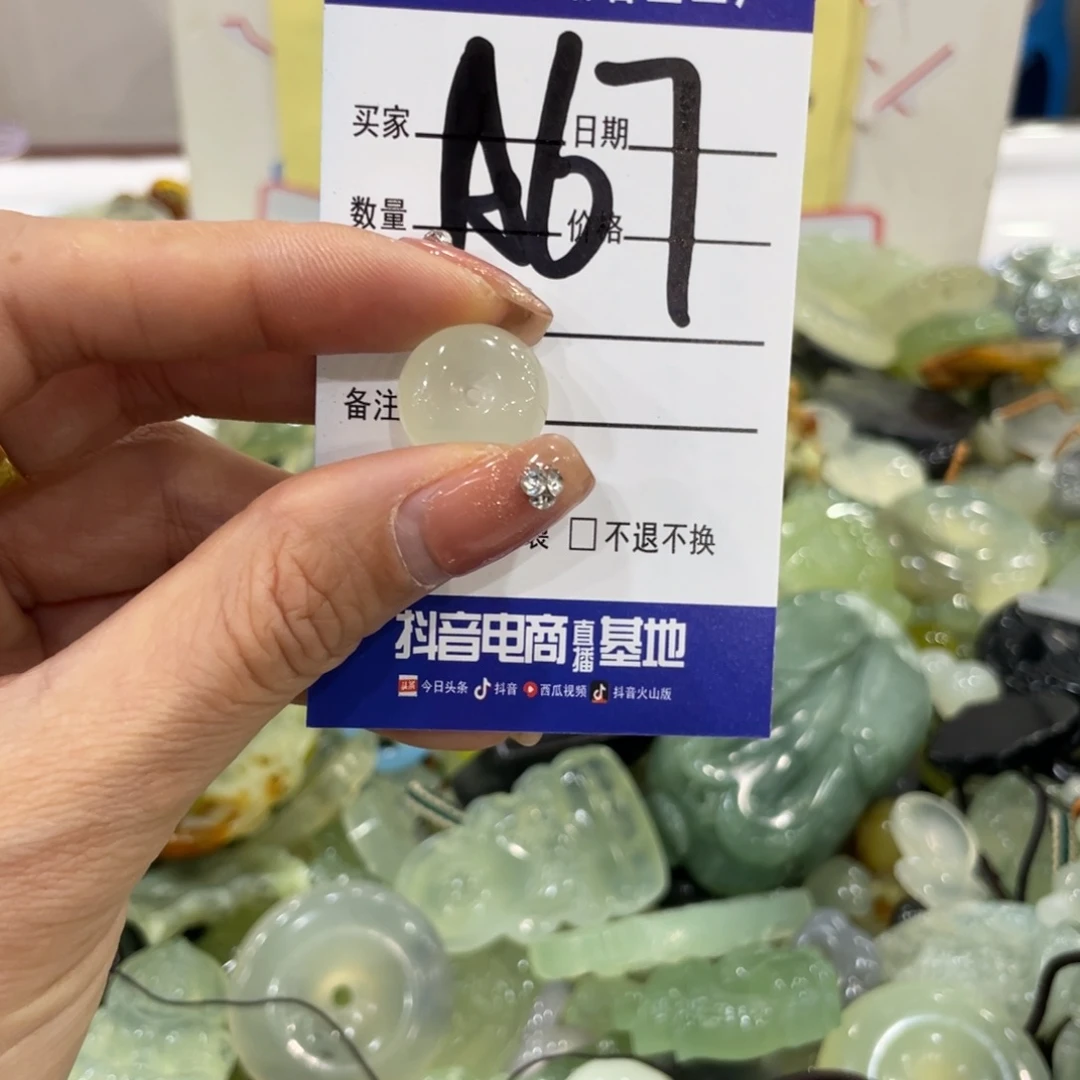 A67
买家 日期
数量 价格
备注
不退不换
抖音电商直播基地
今日头条 抖音 西瓜视频 抖音火山版